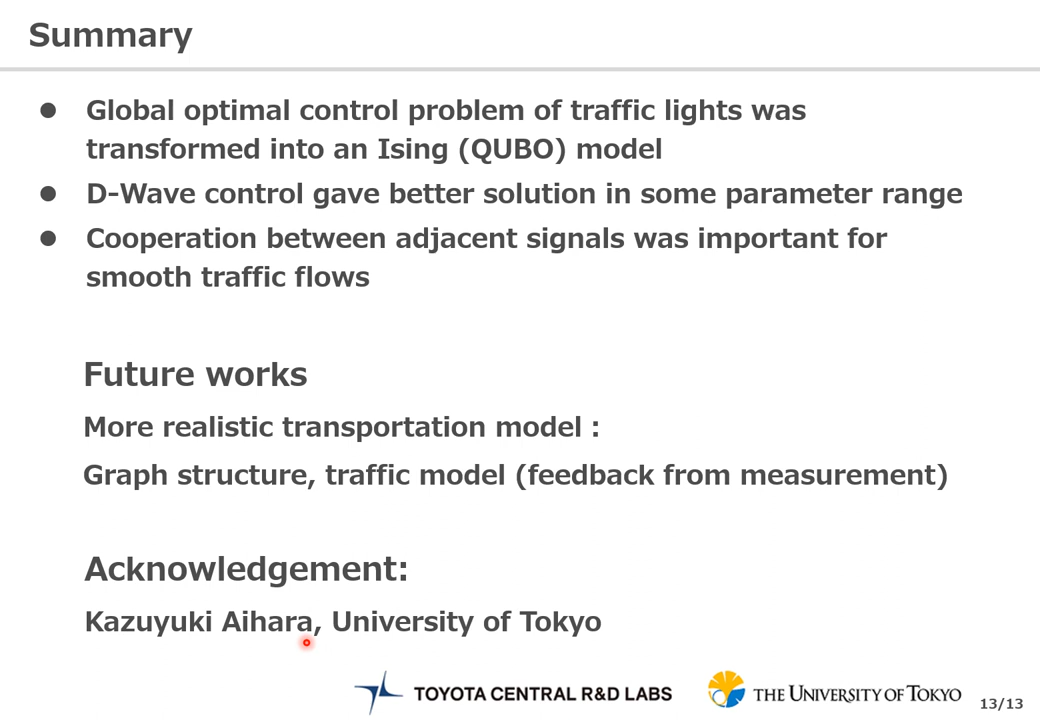 Summary
● Global optimal control problem of traffic lights was
transformed into an Ising (QUBO) model
● D-Wave control gave better solution in some parameter range
● Cooperation between adjacent signals was important for
smooth traffic flows
Future works
More realistic transportation model :
Graph structure, traffic model (feedback from measurement)
Acknowledgement:
Kazuyuki Aihara, University of Tokyo
TOYOTA CENTRAL R&D LABS
THE UNIVERSITY OF TOKYO
13/13